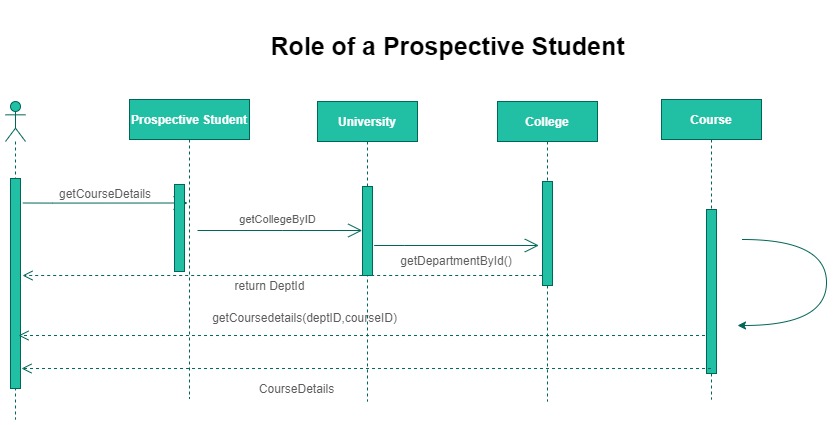 Role of a Prospective Student
Prospective Student
University
College
Course
getCourseDetails
getCollegeByID
getDepartmentById()
return DeptId
getCoursedetails(deptID,courseID)
CourseDetails